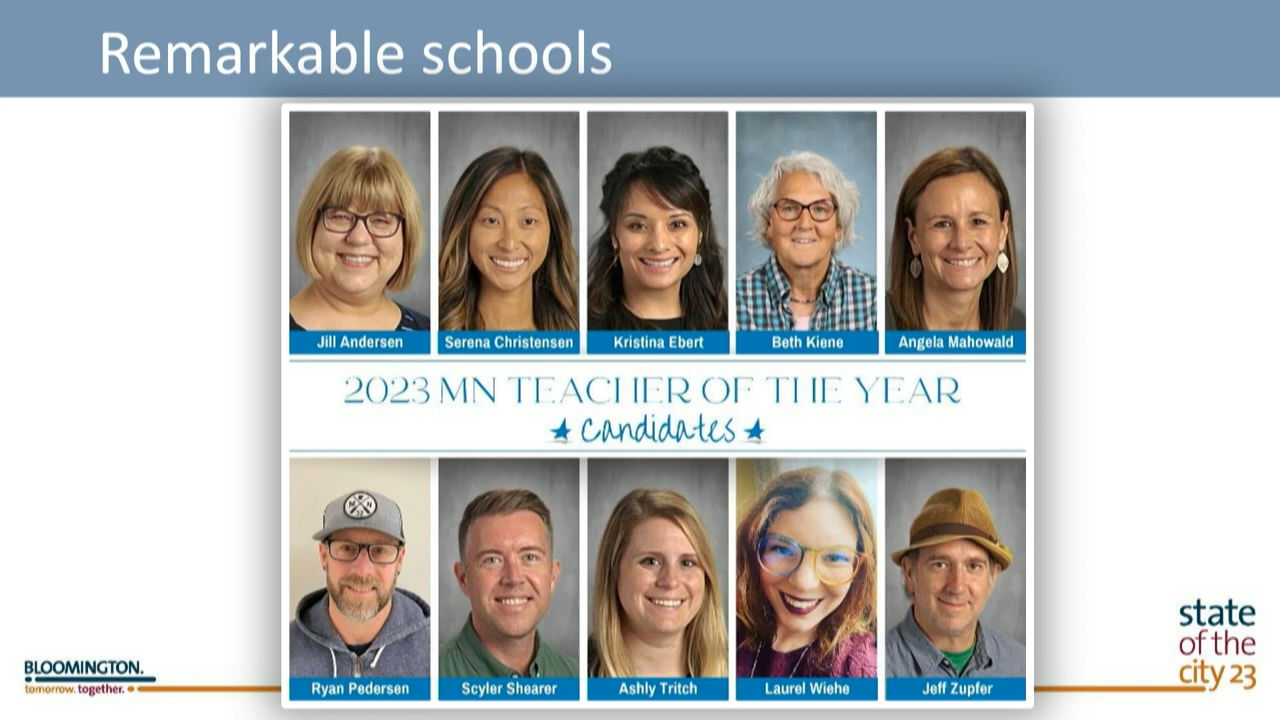 Remarkable schools
Jill Andersen
Serena Christensen
Kristina Ebert
Beth Kiene
Angela Mahowald
2023 MN TEACHER OF THE YEAR
Candidates
Ryan Pedersen
Scyler Shearer
Ashly Tritch
Laurel Wiehe
Jeff Zupfer
BLOOMINGTON.
tomorrow. together.
state
of the
city 23